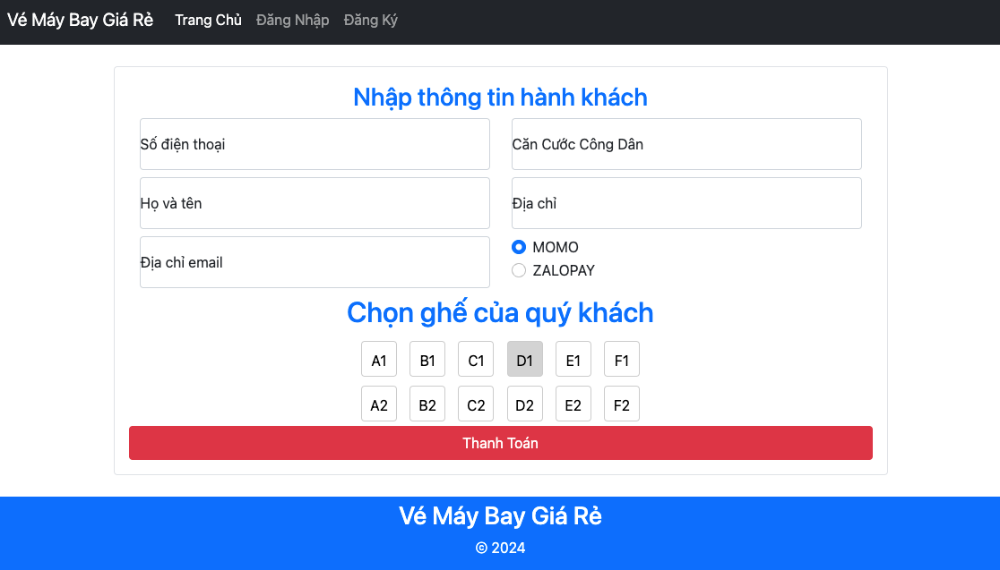 Vé Máy Bay Giá Rẻ Trang Chủ Đăng Nhập Đăng Ký
Nhập thông tin hành khách
Số điện thoại Căn Cước Công Dân
Họ và tên Địa chỉ
Địa chỉ email MOMO
ZALOPAY
Chọn ghế của quý khách
A1 B1 C1 D1 E1 F1
A2 B2 C2 D2 E2 F2
Thanh Toán
Vé Máy Bay Giá Rẻ
© 2024